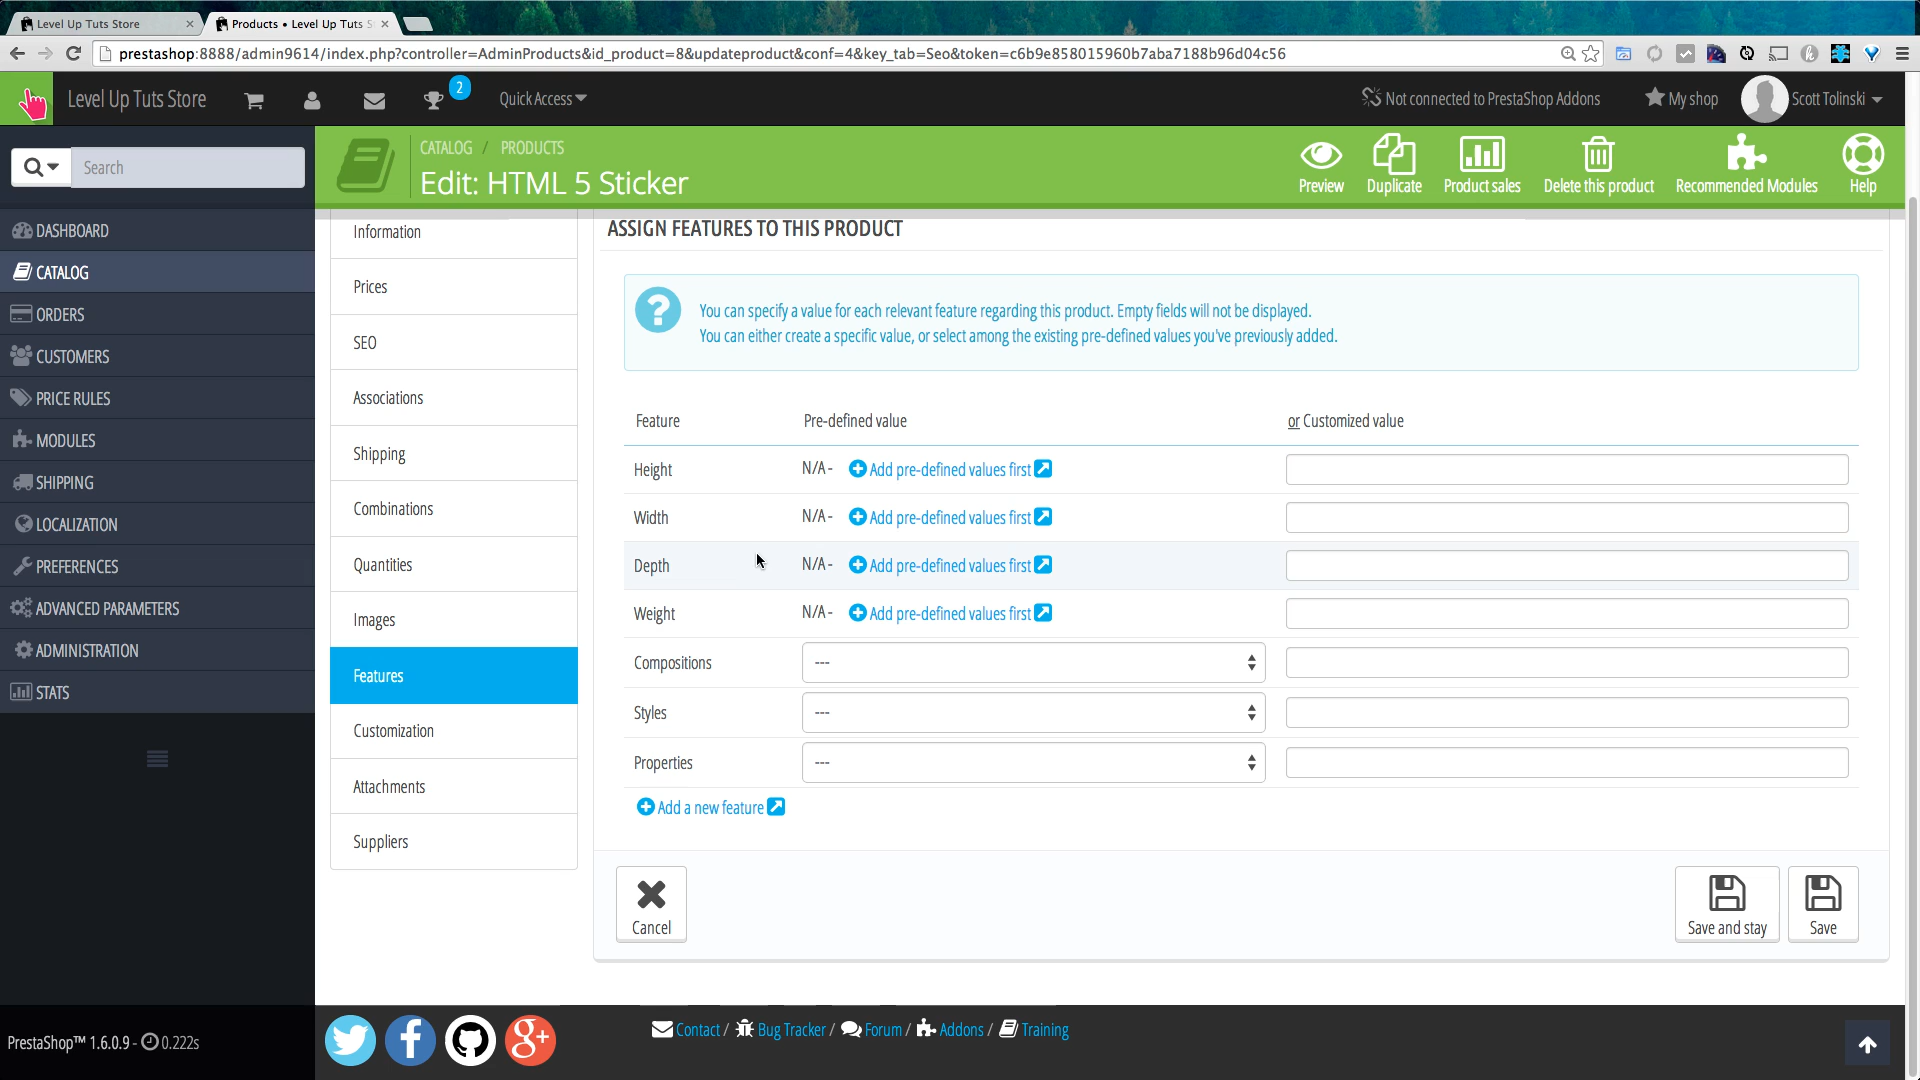 Level Up Tuts Store
Products • Level Up Tuts S
prestashop:8888/admin9614/index.php?controller=AdminProducts&id_product=8&updateproduct&conf=4&key_tab=Seo&token=c6b9e858015960b7aba7188b96d04c56
Level Up Tuts Store
2
Quick Access
Not connected to PrestaShop Addons
My shop
Scott Tolinski
Search
CATALOG / PRODUCTS
Edit: HTML 5 Sticker
Preview
Duplicate
Product sales
Delete this product
Recommended Modules
Help
DASHBOARD
CATALOG
ORDERS
CUSTOMERS
PRICE RULES
MODULES
SHIPPING
LOCALIZATION
PREFERENCES
ADVANCED PARAMETERS
ADMINISTRATION
STATS
Information
Prices
SEO
Associations
Shipping
Combinations
Quantities
Images
Features
Customization
Attachments
Suppliers
ASSIGN FEATURES TO THIS PRODUCT
You can specify a value for each relevant feature regarding this product. Empty fields will not be displayed.
You can either create a specific value, or select among the existing pre-defined values you've previously added.
Feature Pre-defined value or Customized value
Height N/A - Add pre-defined values first
Width N/A - Add pre-defined values first
Depth N/A - Add pre-defined values first
Weight N/A - Add pre-defined values first
Compositions ---
Styles ---
Properties ---
Add a new feature
Cancel
Save and stay
Save
PrestaShop™ 1.6.0.9 - 0.222s
Contact / Bug Tracker / Forum / Addons / Training